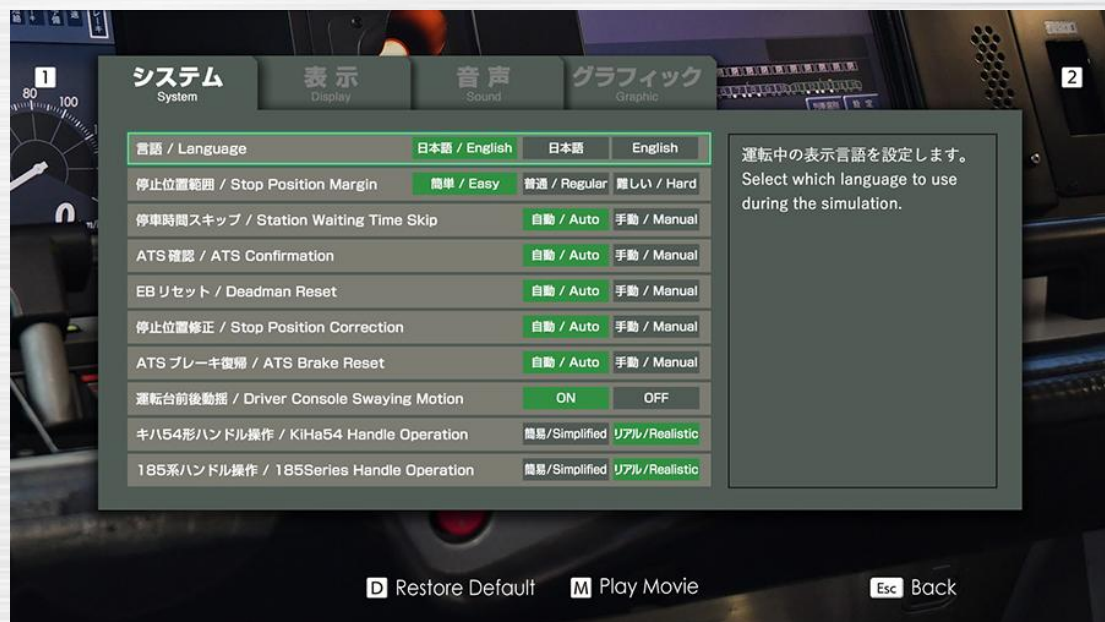 1
システム
System
表示
Display
音声
Sound
グラフィック
Graphic
2
80
100
0
言語 / Language 日本語 / English 日本語 English
停止位置範囲 / Stop Position Margin 簡単 / Easy 普通 / Regular 難しい / Hard
停車時間スキップ / Station Waiting Time Skip 自動 / Auto 手動 / Manual
ATS 確認 / ATS Confirmation 自動 / Auto 手動 / Manual
EB リセット / Deadman Reset 自動 / Auto 手動 / Manual
停止位置修正 / Stop Position Correction 自動 / Auto 手動 / Manual
ATS ブレーキ復帰 / ATS Brake Reset 自動 / Auto 手動 / Manual
運転台前後動揺 / Driver Console Swaying Motion ON OFF
キハ54形ハンドル操作 / KiHa54 Handle Operation 簡易/Simplified リアル/Realistic
185系ハンドル操作 / 185Series Handle Operation 簡易/Simplified リアル/Realistic
運転中の表示言語を設定します。
Select which language to use
during the simulation.
D Restore Default M Play Movie Esc Back